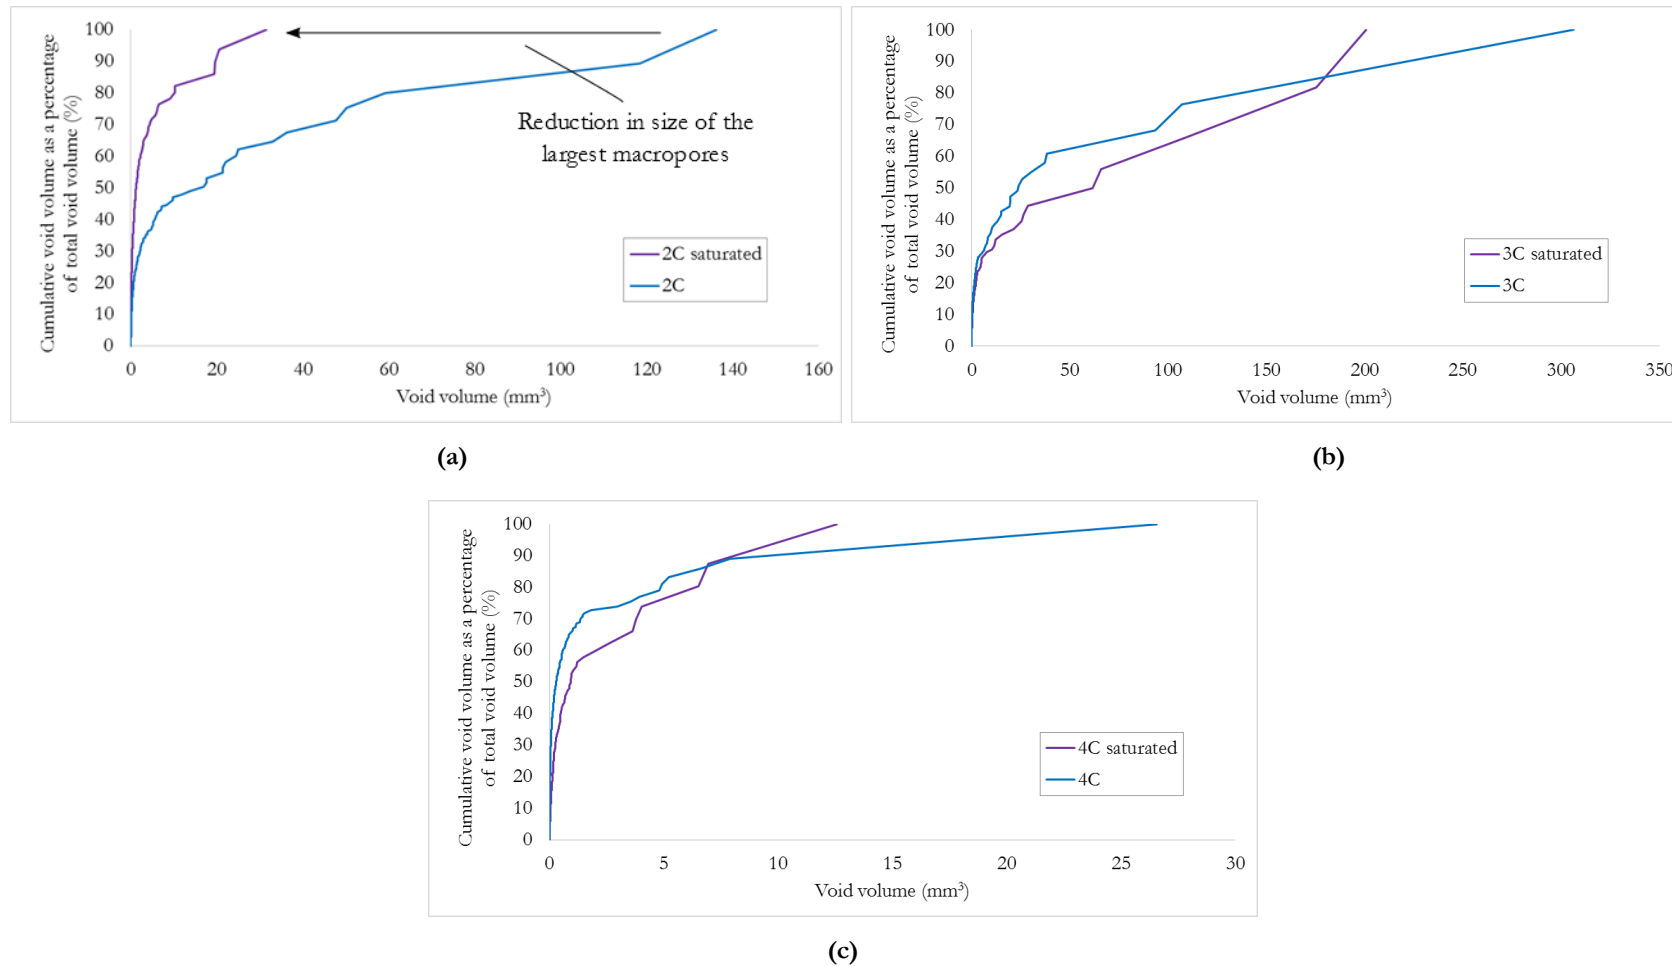 Cumulative void volume as a percentage
of total void volume (%)
100
90
80
70
60
50
40
30
20
10
0
Reduction in size of the
largest macropores
2C saturated
2C
0 20 40 60 80 100 120 140 160
Void volume (mm³)
(a)
Cumulative void volume as a percentage
of total void volume (%)
100
90
80
70
60
50
40
30
20
10
0
3C saturated
3C
0 50 100 150 200 250 300 350
Void volume (mm³)
(b)
Cumulative void volume as a percentage
of total void volume (%)
100
90
80
70
60
50
40
30
20
10
0
4C saturated
4C
0 5 10 15 20 25 30
Void volume (mm³)
(c)